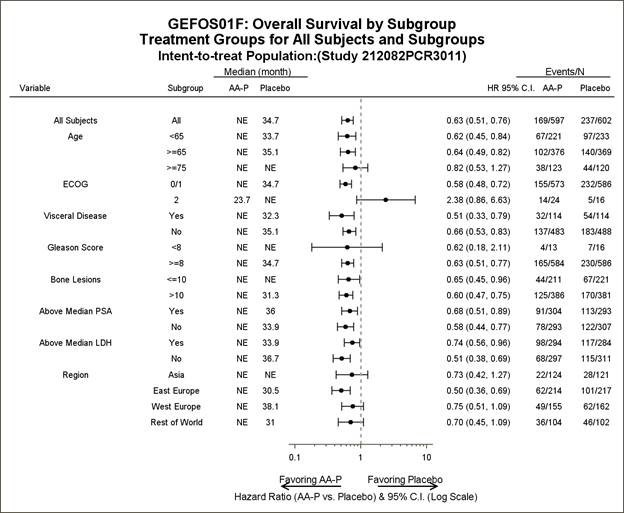 GEFOS01F: Overall Survival by Subgroup
Treatment Groups for All Subjects and Subgroups
Intent-to-treat Population:(Study 212082PCR3011)
Median (month) Events/N
Variable Subgroup AA-P Placebo HR 95% C.I. AA-P Placebo
All Subjects All NE 34.7 0.63 (0.51, 0.76) 169/597 237/602
Age <65 NE 33.7 0.62 (0.45, 0.84) 67/221 97/233
>=65 NE 35.1 0.64 (0.49, 0.82) 102/376 140/369
>=75 NE NE 0.82 (0.53, 1.27) 38/123 44/120
ECOG 0/1 NE 34.7 0.58 (0.48, 0.72) 155/573 232/586
2 23.7 NE 2.38 (0.86, 6.63) 14/24 5/16
Visceral Disease Yes NE 32.3 0.51 (0.33, 0.79) 32/114 54/114
No NE 35.1 0.66 (0.53, 0.83) 137/483 183/488
Gleason Score <8 NE NE 0.62 (0.18, 2.11) 4/13 7/16
>=8 NE 34.7 0.63 (0.51, 0.77) 165/584 230/586
Bone Lesions <=10 NE NE 0.65 (0.45, 0.96) 44/211 67/221
>10 NE 31.3 0.60 (0.47, 0.75) 125/386 170/381
Above Median PSA Yes NE 36 0.68 (0.51, 0.89) 91/304 113/293
No NE 33.9 0.58 (0.44, 0.77) 78/293 122/307
Above Median LDH Yes NE 33.9 0.74 (0.56, 0.96) 98/294 117/284
No NE 36.7 0.51 (0.38, 0.69) 68/297 115/311
Region Asia NE NE 0.73 (0.42, 1.27) 22/124 28/121
East Europe NE 30.5 0.50 (0.36, 0.69) 62/214 101/217
West Europe NE 38.1 0.75 (0.51, 1.09) 49/155 62/162
Rest of World NE 31 0.70 (0.45, 1.09) 36/104 46/102
0.1 1 10
Favoring AA-P Favoring Placebo
Hazard Ratio (AA-P vs. Placebo) & 95% C.I. (Log Scale)